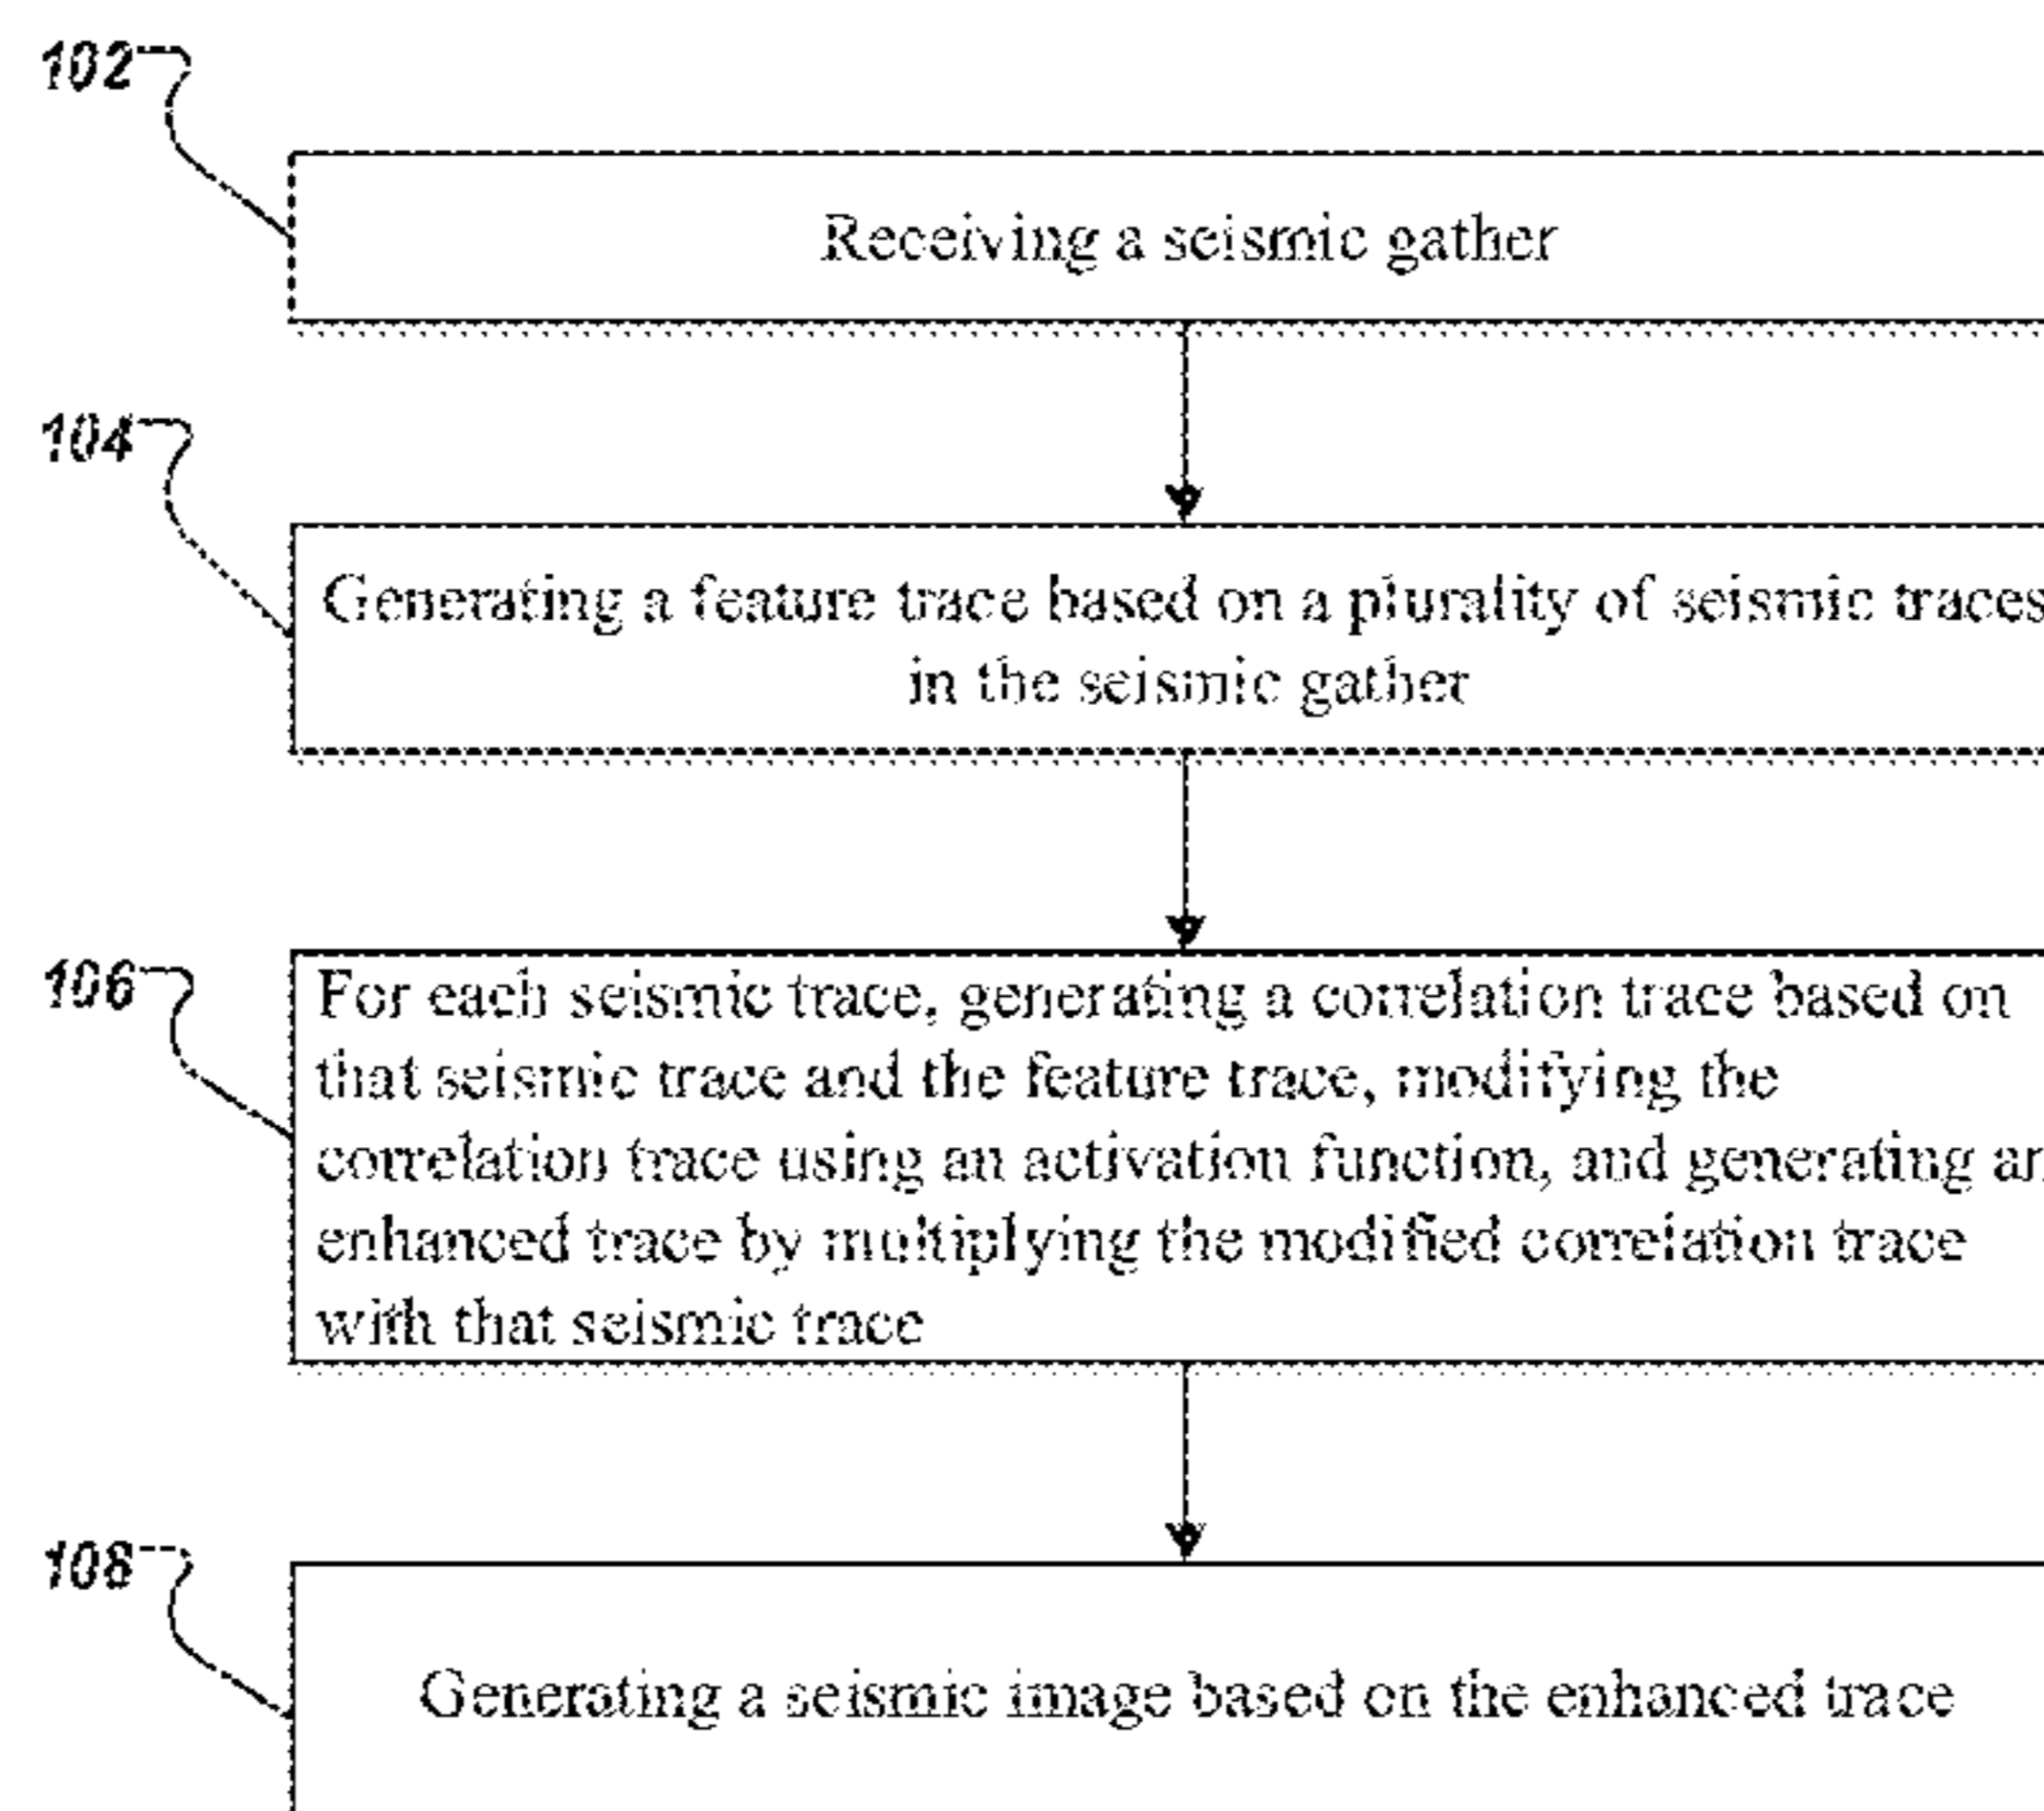 102
Receiving a seismic gather
104
Generating a feature trace based on a plurality of seismic traces
in the seismic gather
106
For each seismic trace, generating a correlation trace based on
that seismic trace and the feature trace, modifying the
correlation trace using an activation function, and generating an
enhanced trace by multiplying the modified correlation trace
with that seismic trace
108
Generating a seismic image based on the enhanced trace